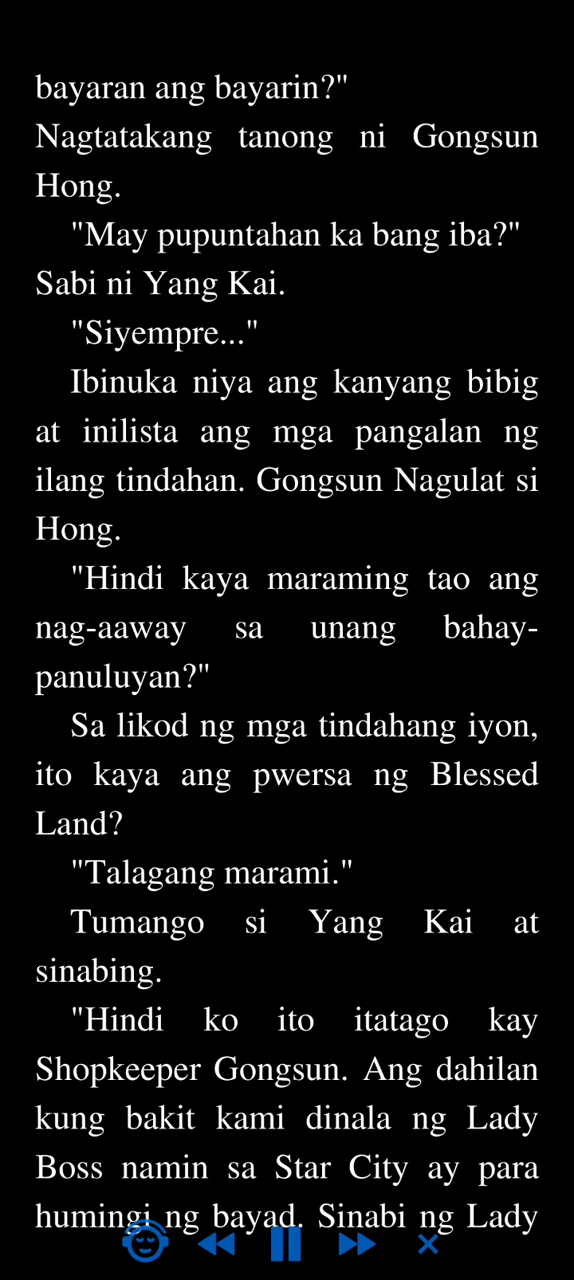 bayaran ang bayarin?"
Nagtatakang tanong ni Gongsun
Hong.
"May pupuntahan ka bang iba?"
Sabi ni Yang Kai.
"Siyempre..."
Ibinuka niya ang kanyang bibig
at inilista ang mga pangalan ng
ilang tindahan. Gongsun Nagulat si
Hong.
"Hindi kaya maraming tao ang
nag-aaway sa unang bahay-
panuluyan?"
Sa likod ng mga tindahang iyon,
ito kaya ang pwersa ng Blessed
Land?
"Talagang marami."
Tumango si Yang Kai at
sinabing.
"Hindi ko ito itatago kay
Shopkeeper Gongsun. Ang dahilan
kung bakit kami dinala ng Lady
Boss namin sa Star City ay para
humingi ng bayad. Sinabi ng Lady